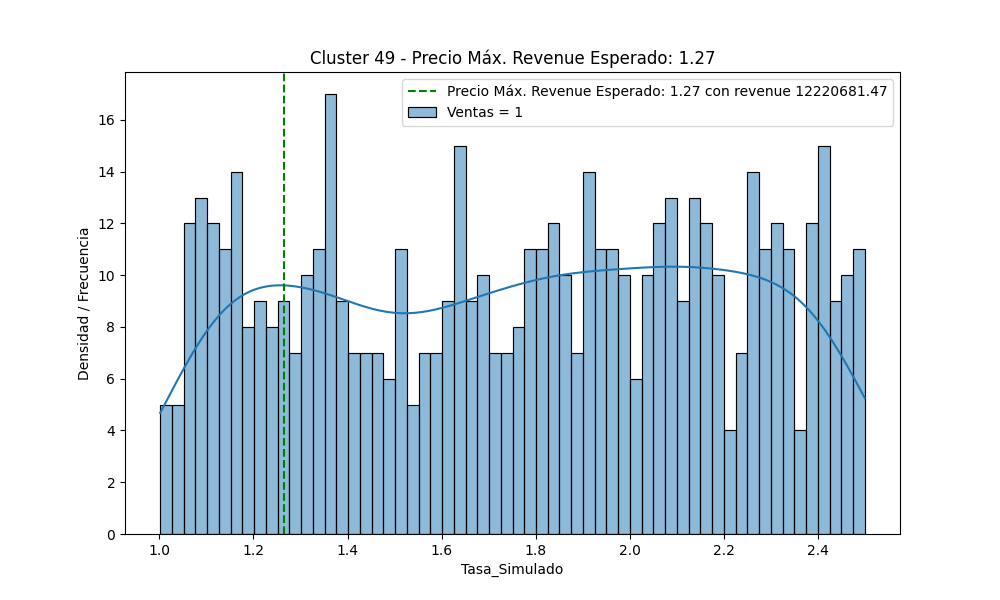 Cluster 49 - Precio Máx. Revenue Esperado: 1.27
Precio Máx. Revenue Esperado: 1.27 con revenue 12220681.47
Ventas = 1
Densidad / Frecuencia
16
14
12
10
8
6
4
2
0
1.0 1.2 1.4 1.6 1.8 2.0 2.2 2.4
Tasa_Simulado